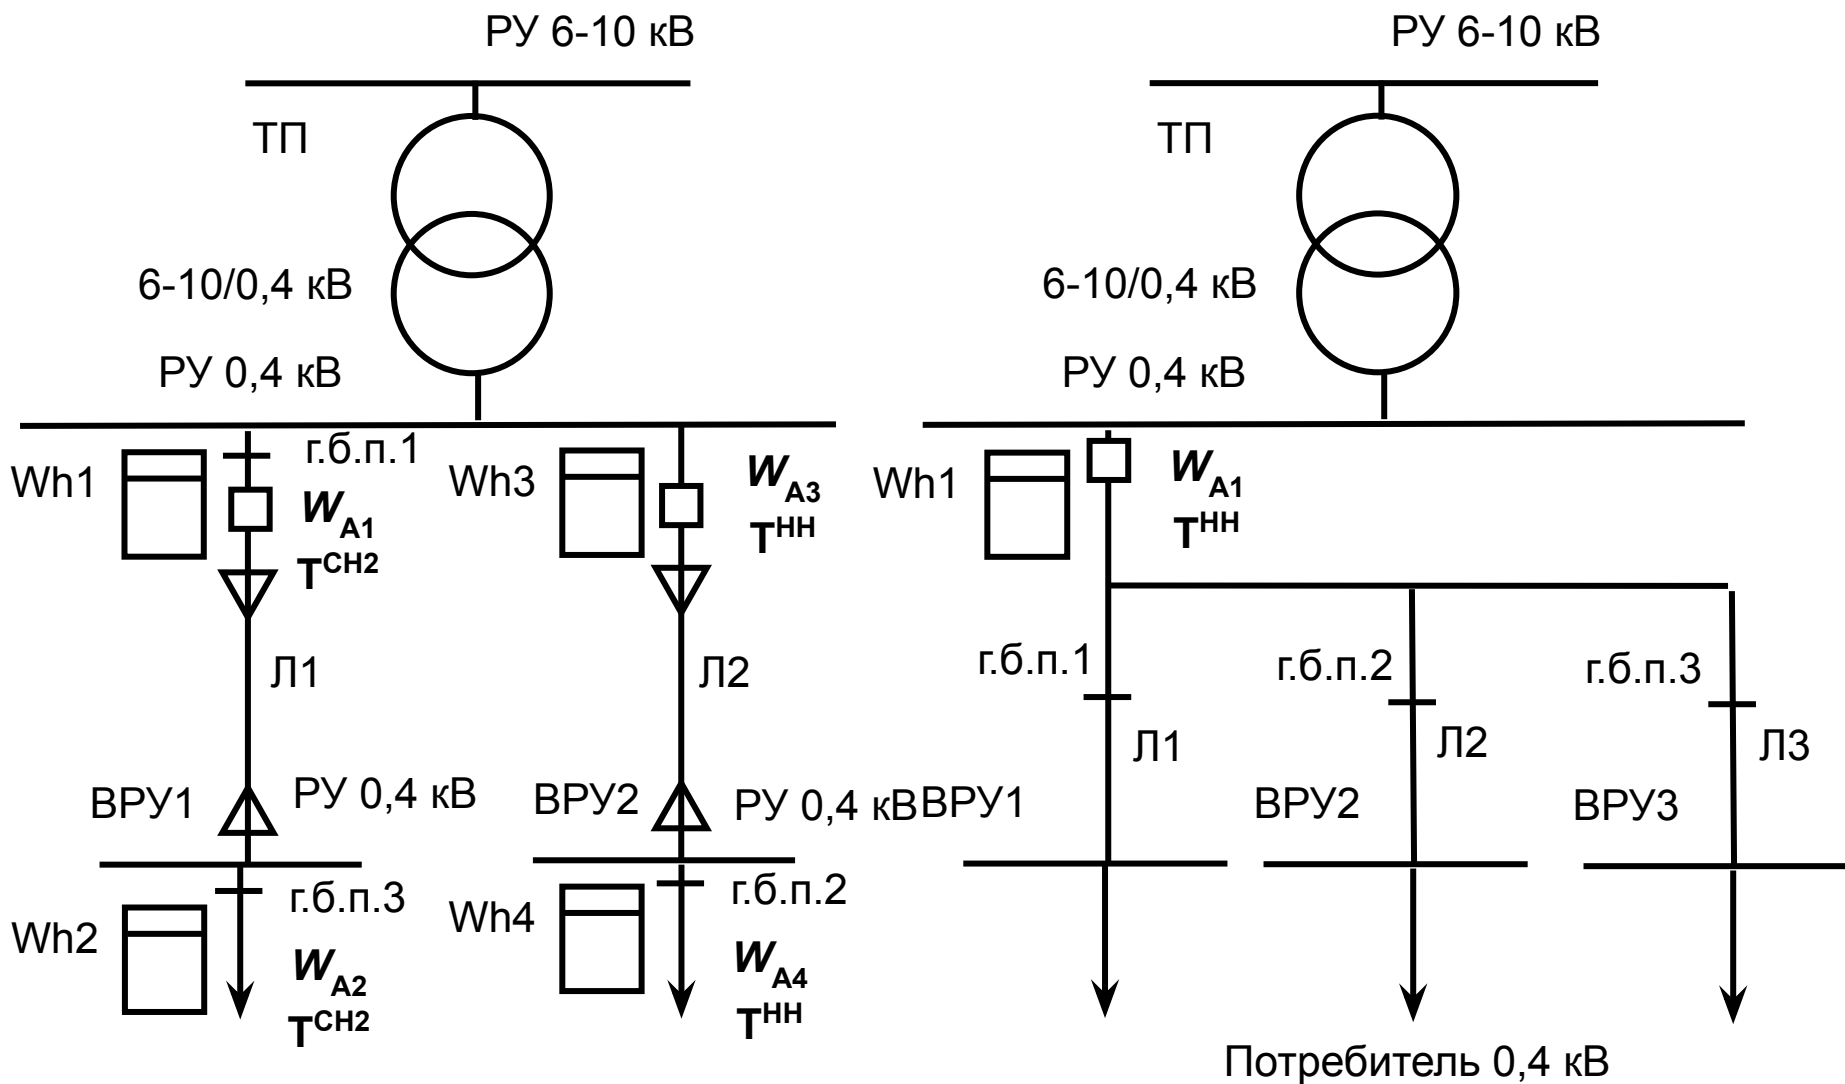 РУ 6-10 кВ
ТП
6-10/0,4 кВ
РУ 0,4 кВ
Wh1
г.б.п.1
W A1
T СН2
Wh3
W A3
T НН
Л1
Л2
ВРУ1
РУ 0,4 кВ
ВРУ2
РУ 0,4 кВ
Wh2
г.б.п.3
W A2
T СН2
Wh4
г.б.п.2
W A4
T НН
РУ 6-10 кВ
ТП
6-10/0,4 кВ
РУ 0,4 кВ
Wh1
W A1
T НН
г.б.п.1
г.б.п.2
г.б.п.3
Л1
Л2
Л3
ВРУ1
ВРУ2
ВРУ3
Потребитель 0,4 кВ